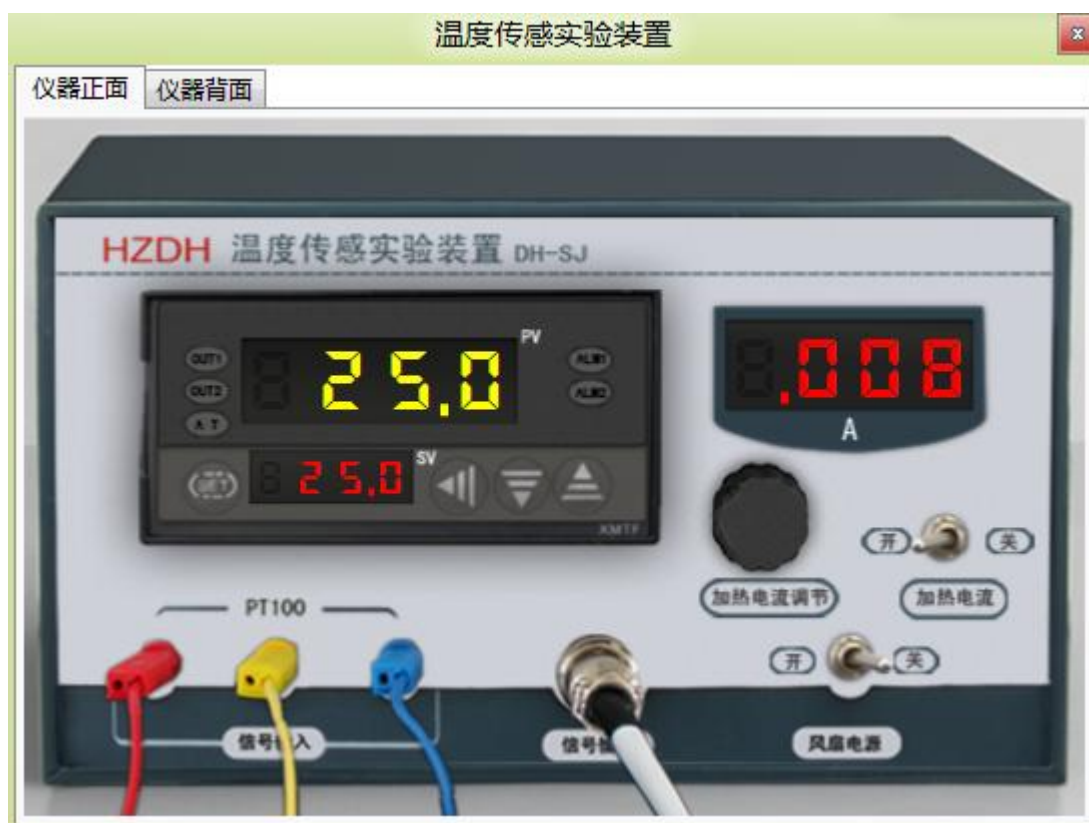 温度传感实验装置
x
仪器正面 仪器背面
HZDH 温度传感实验装置 DH-SJ
PV
OUT1
25.0
ALM1
OUT2
ALM2
A T
.008
A
SV
SET
25.0
XMTF
开 关
加热电流调节 加热电流
PT100
开 关
信号输入
风扇电源